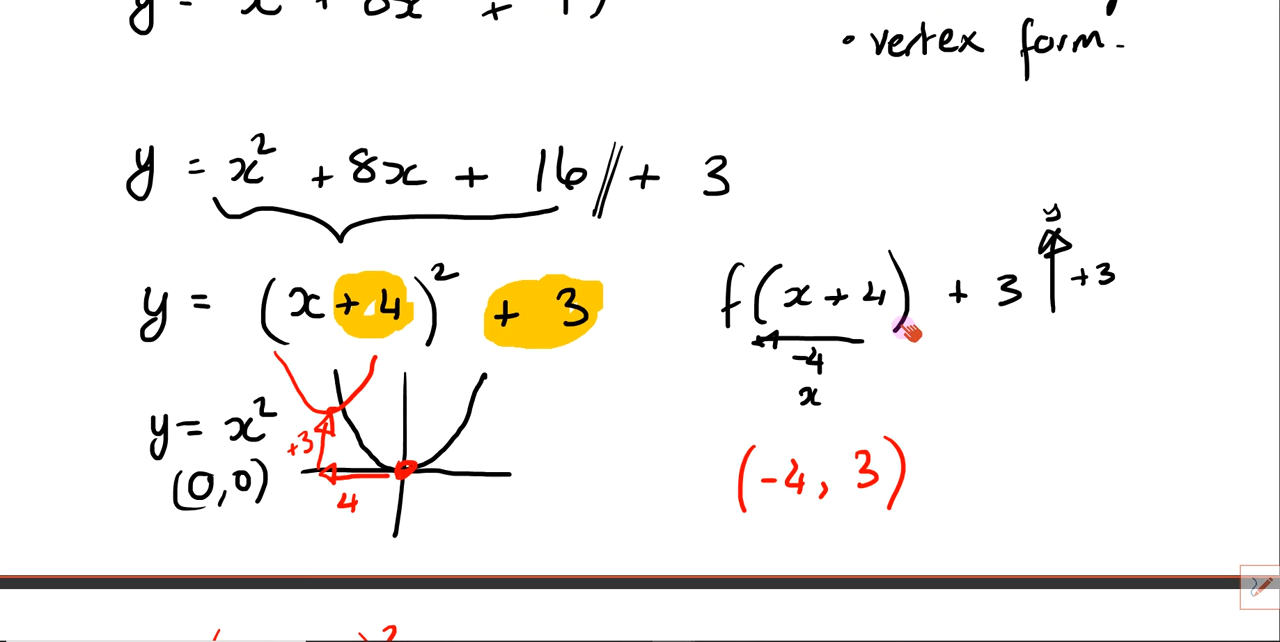 • vertex form.
y = x² + 8x + 16 // + 3
y = (x + 4)² + 3
f(x + 4) + 3
y
+3
-4
x
y = x²
(0,0)
+3
4
(-4, 3)